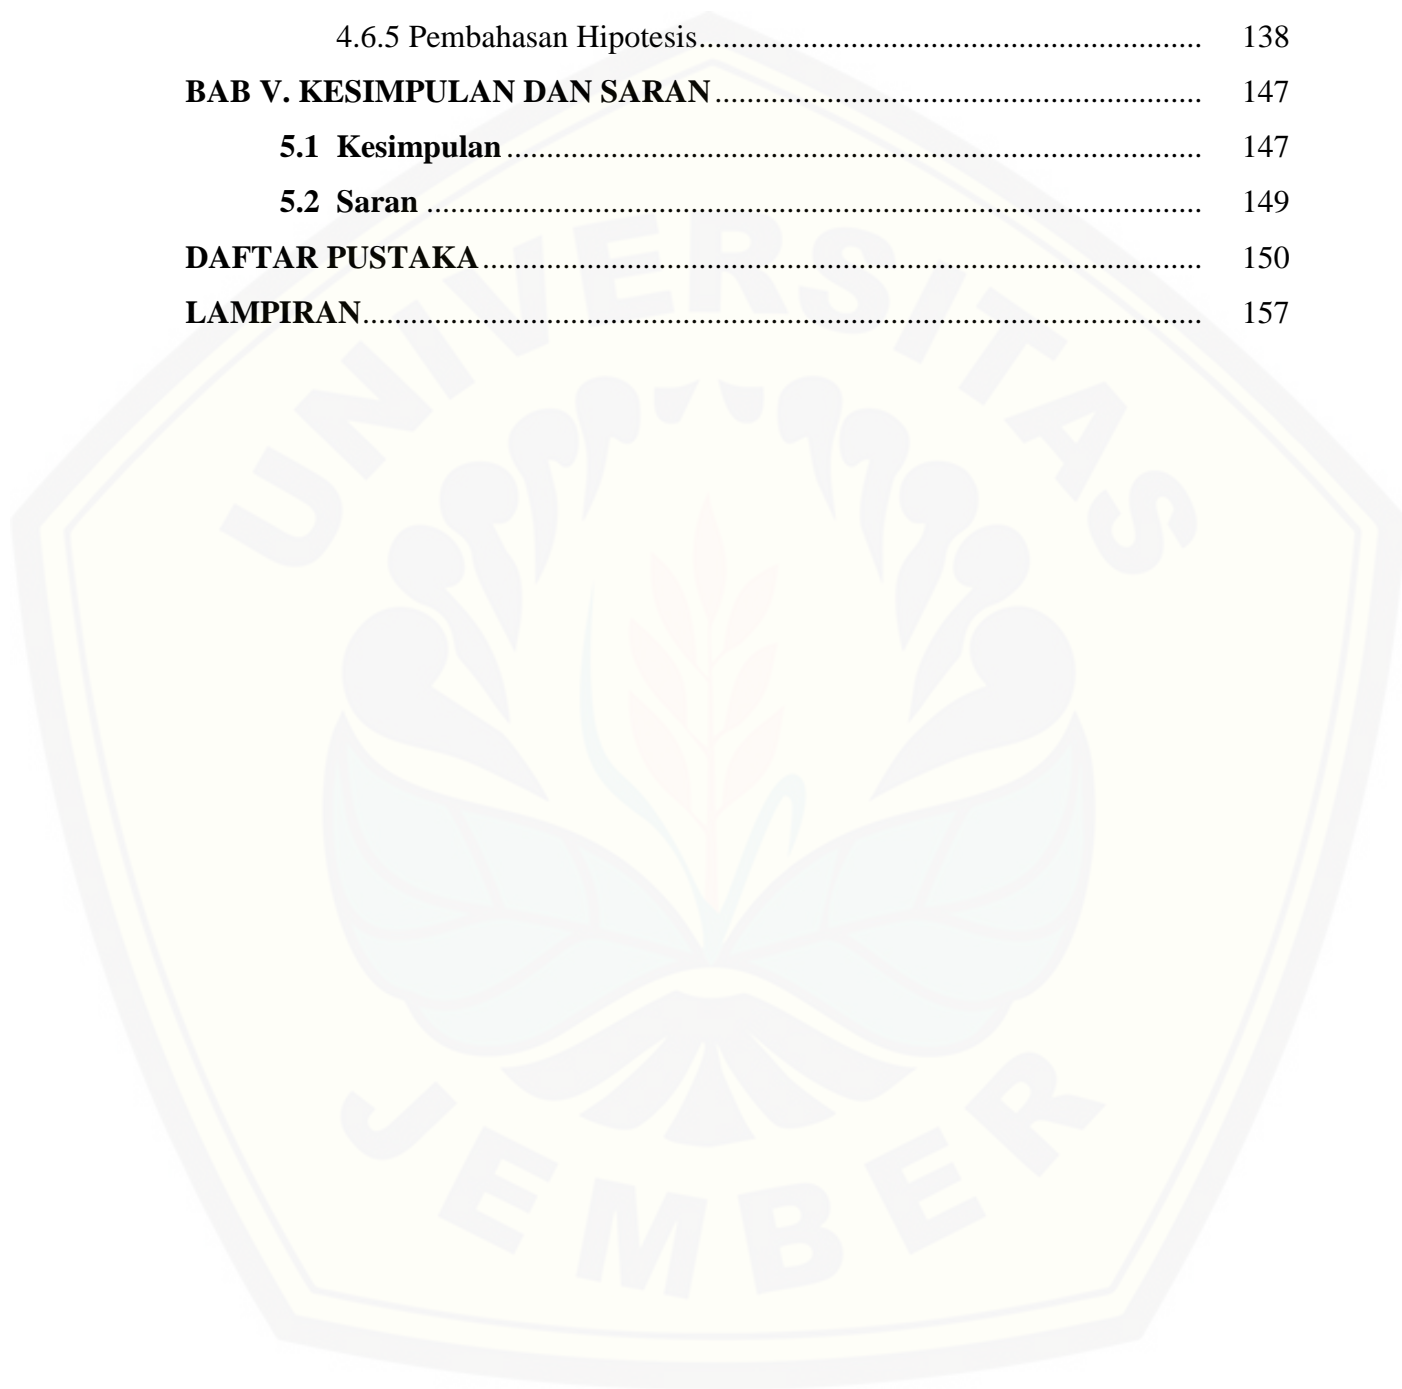 4.6.5 Pembahasan Hipotesis.............................................................. 138
BAB V. KESIMPULAN DAN SARAN............................................................. 147
5.1 Kesimpulan....................................................................................... 147
5.2 Saran ................................................................................................. 149
DAFTAR PUSTAKA.......................................................................................... 150
LAMPIRAN......................................................................................................... 157
UNIVERSITAS
JEMBER